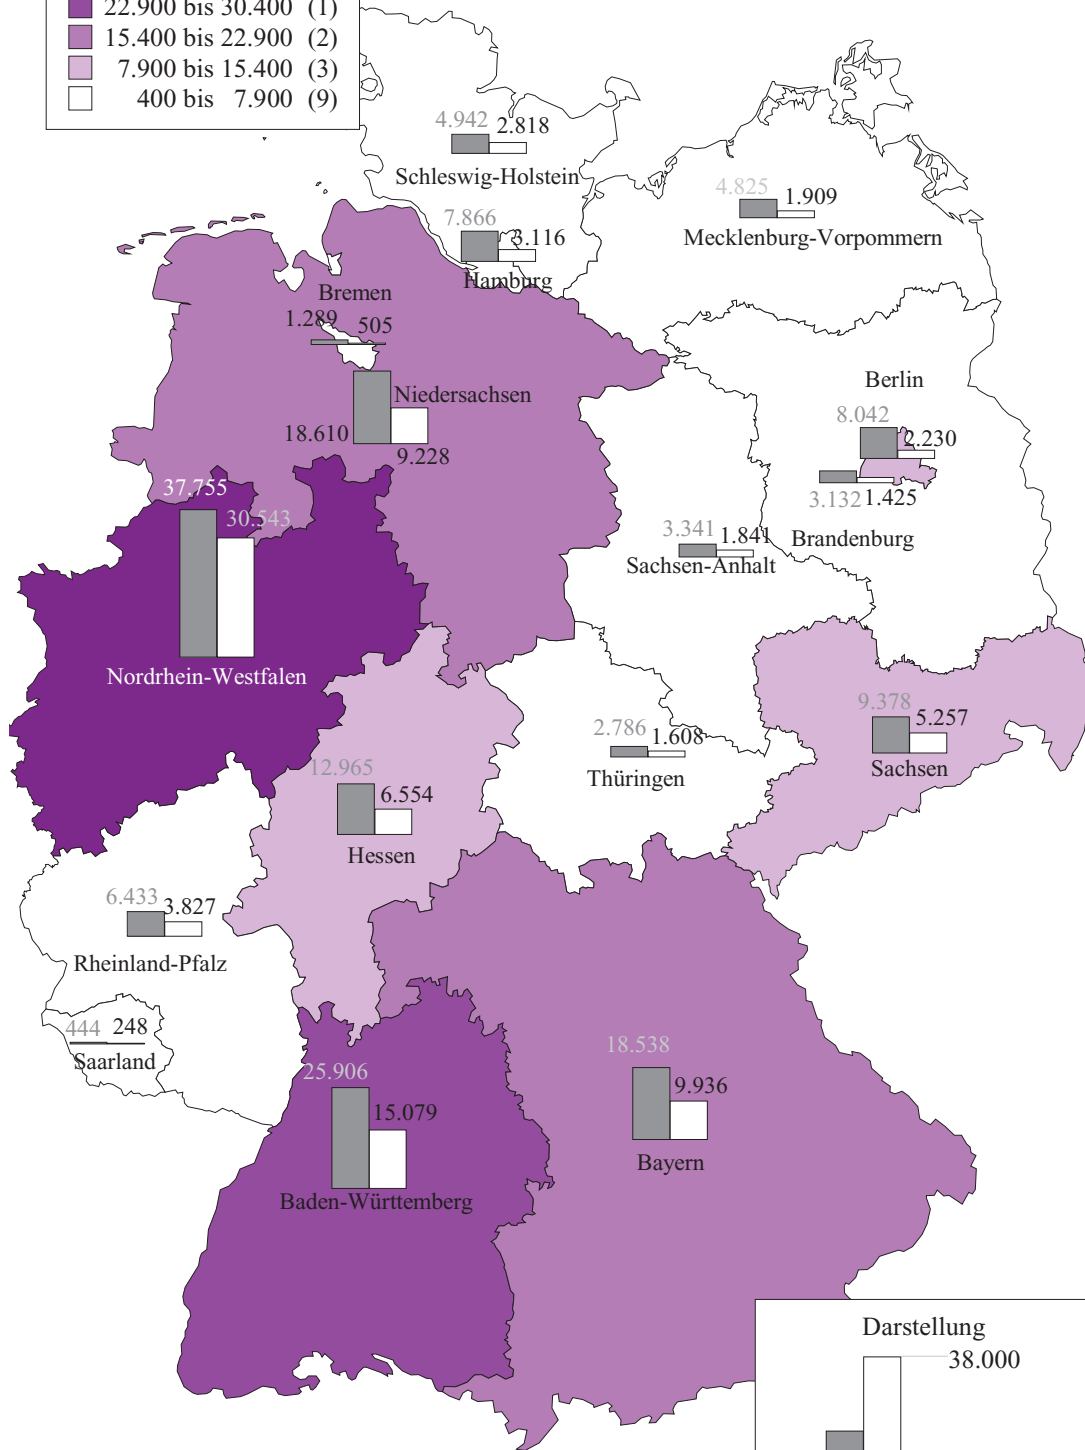 22.900 bis 30.400 (1)
15.400 bis 22.900 (2)
7.900 bis 15.400 (3)
400 bis 7.900 (9)
4.942 2.818
Schleswig-Holstein
4.825 1.909
Mecklenburg-Vorpommern
7.866 3.116
Hamburg
Bremen
1.289 505
Niedersachsen
18.610 9.228
Berlin
8.042 2.230
3.132 1.425
Brandenburg
37.755 30.543
Nordrhein-Westfalen
3.341 1.841
Sachsen-Anhalt
9.378 5.257
Sachsen
2.786 1.608
Thüringen
12.965 6.554
Hessen
6.433 3.827
Rheinland-Pfalz
444 248
Saarland
25.906 15.079
Baden-Württemberg
18.538 9.936
Bayern
Darstellung
38.000